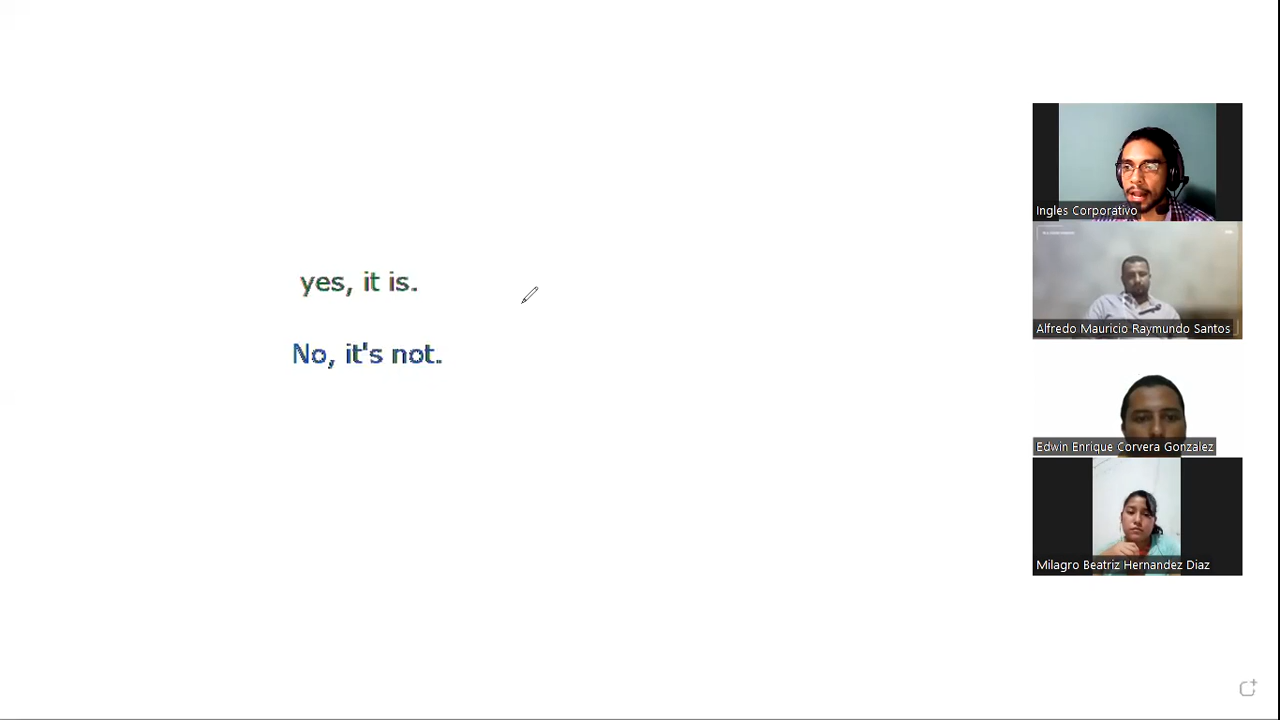 yes, it is.
No, it's not.
Ingles Corporativo
Alfredo Mauricio Raymundo Santos
Edwin Enrique Corvera Gonzalez
Milagro Beatriz Hernandez Diaz